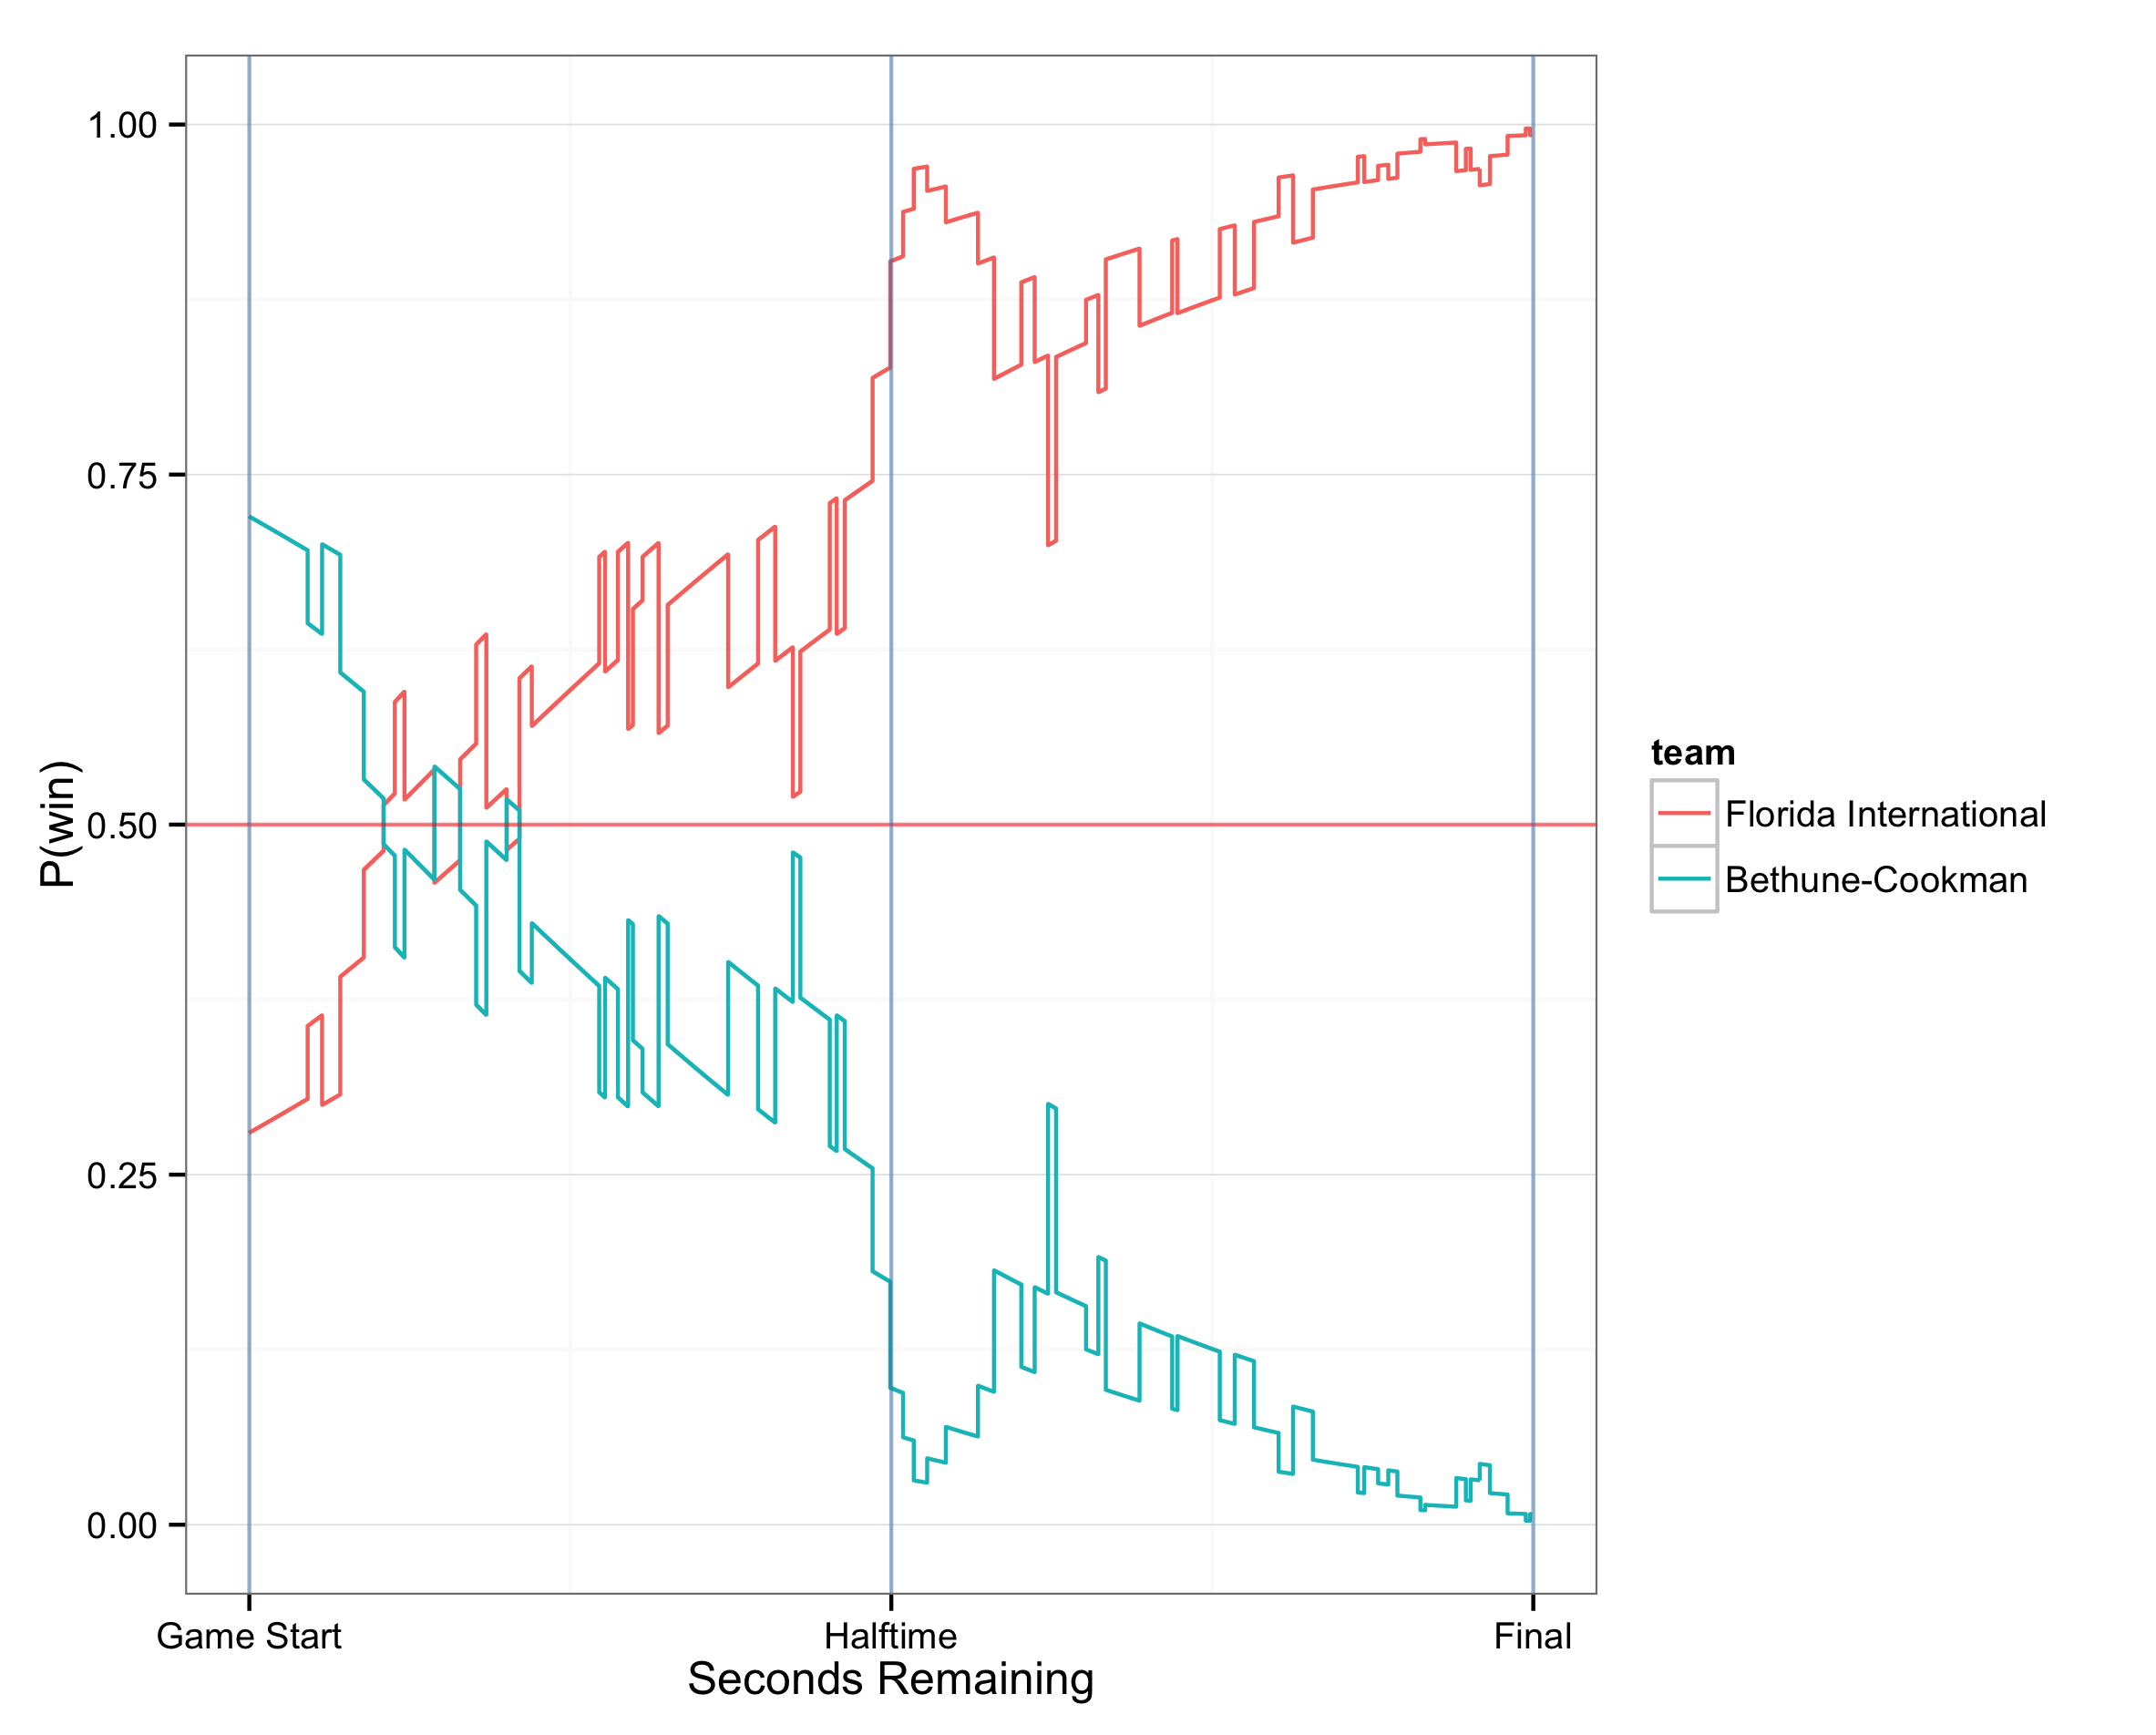 1.00
0.75
0.50
0.25
0.00
P(win)
Game Start
Halftime
Final
Seconds Remaining
team
Florida International
Bethune-Cookman